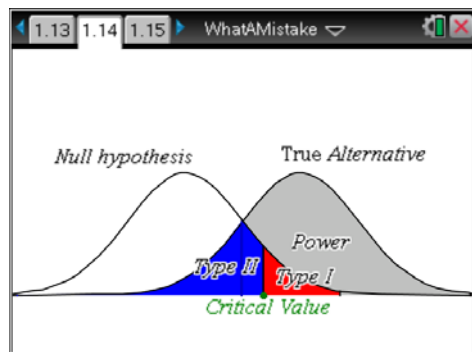 1.13 1.14 1.15 WhatAMistake
Null hypothesis True Alternative
Power
Type II Type I
Critical Value